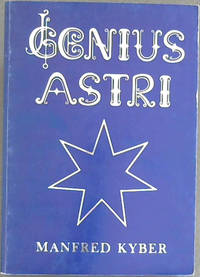 GENIUS
ASTRI
MANFRED KYBER